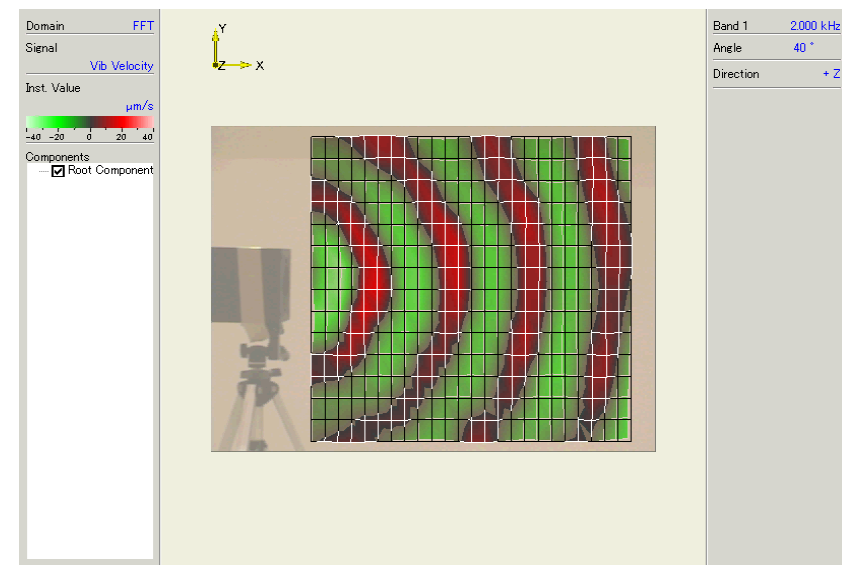 Domain FFT
Signal
Vib Velocity
Inst. Value
µm/s
-40 -20 0 20 40
Components
Root Component
Y
Z X
Band 1 2.000 kHz
Angle 40 °
Direction + Z